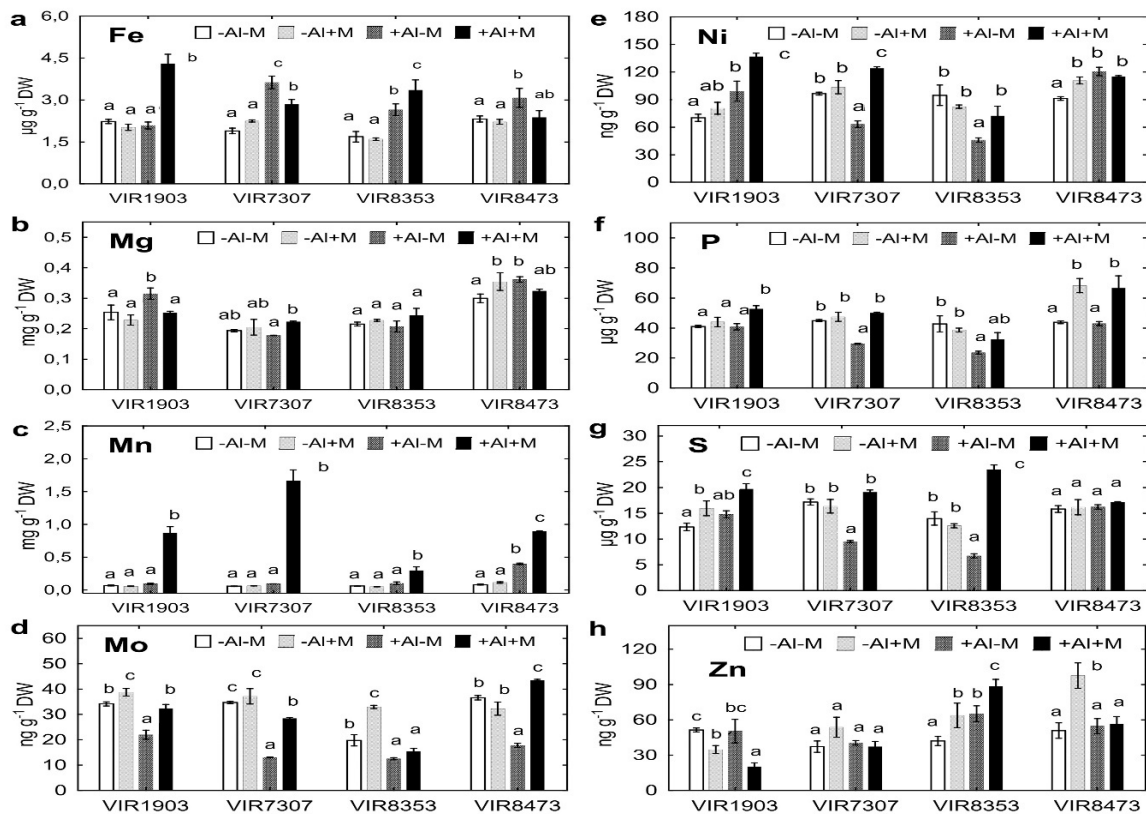 a
Fe
-Al-M -Al+M +Al-M +Al+M
µg g-1 DW
6,0
4,5
3,0
1,5
0,0
a a a b
a b c b
a a b c
a a b a
VIR1903 VIR7307 VIR8353 VIR8473
b
Mg
-Al-M -Al+M +Al-M +Al+M
mg g-1 DW
0,5
0,4
0,3
0,2
0,1
0,0
a a b a
ab ab a b
a a a a
a b b ab
VIR1903 VIR7307 VIR8353 VIR8473
c
Mn
-Al-M -Al+M +Al-M +Al+M
mg g-1 DW
2,5
2,0
1,5
1,0
0,5
0,0
a a a b
a a a b
a a a b
a a b c
VIR1903 VIR7307 VIR8353 VIR8473
d
Mo
-Al-M -Al+M +Al-M +Al+M
ng g-1 DW
60
50
40
30
20
10
0
b c a b
c c a b
b c a a
b b a c
VIR1903 VIR7307 VIR8353 VIR8473
e
Ni
-Al-M -Al+M +Al-M +Al+M
ng g-1 DW
180
150
120
90
60
30
0
a ab b c
b b a c
b b a b
a b b b
VIR1903 VIR7307 VIR8353 VIR8473
f
P
-Al-M -Al+M +Al-M +Al+M
µg g-1 DW
100
80
60
40
20
0
a a a b
b b a b
b b a ab
a b a b
VIR1903 VIR7307 VIR8353 VIR8473
g
S
-Al-M -Al+M +Al-M +Al+M
µg g-1 DW
30
25
20
15
10
5
0
a b ab c
b b a b
b b a c
a a a a
VIR1903 VIR7307 VIR8353 VIR8473
h
Zn
-Al-M -Al+M +Al-M +Al+M
ng g-1 DW
120
90
60
30
0
c b bc a
a a a a
a b b c
a b a a
VIR1903 VIR7307 VIR8353 VIR8473